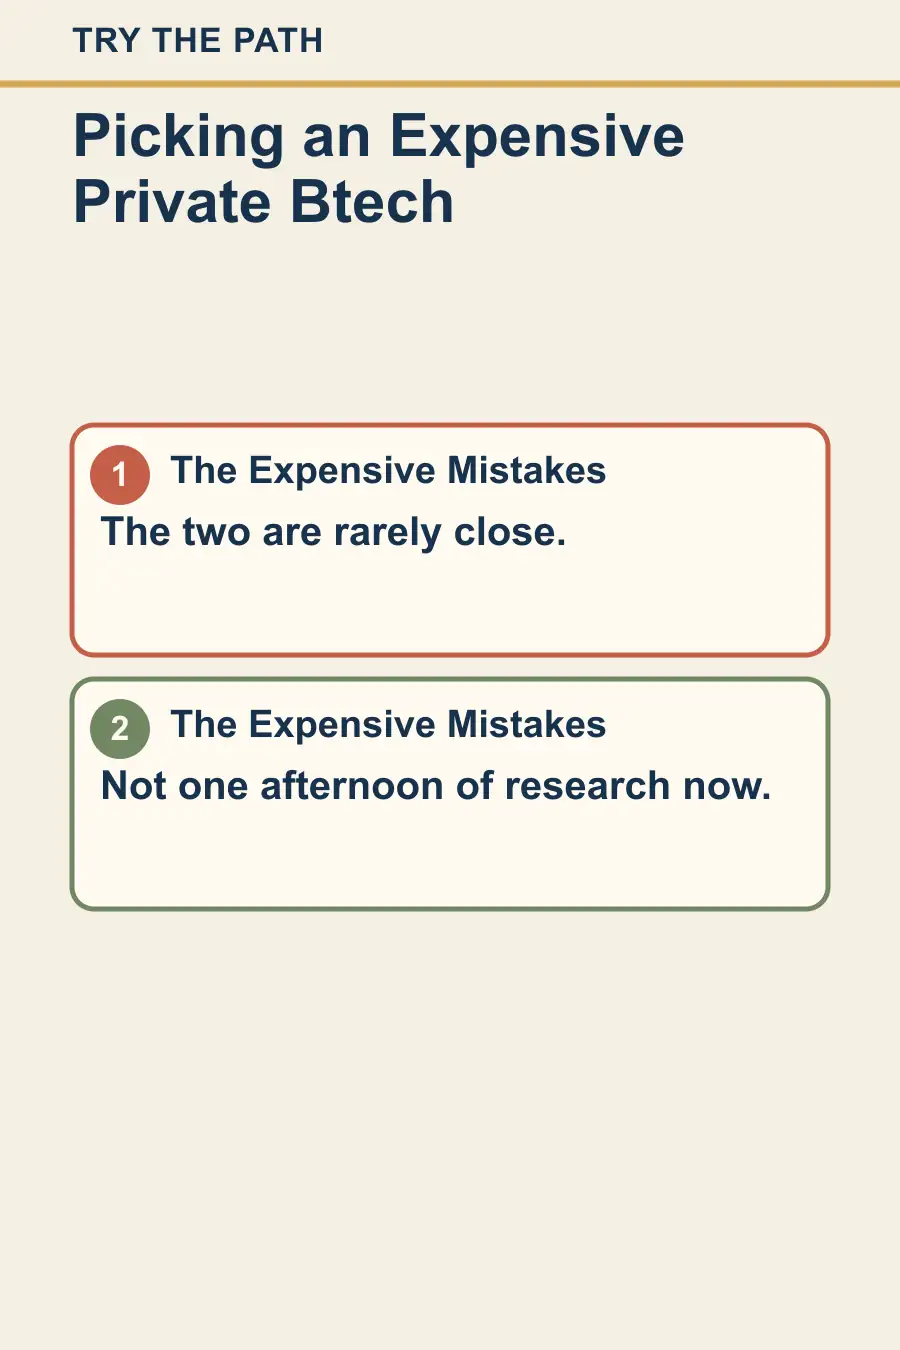 TRY THE PATH
Picking an Expensive
Private Btech
1 The Expensive Mistakes
The two are rarely close.
2 The Expensive Mistakes
Not one afternoon of research now.